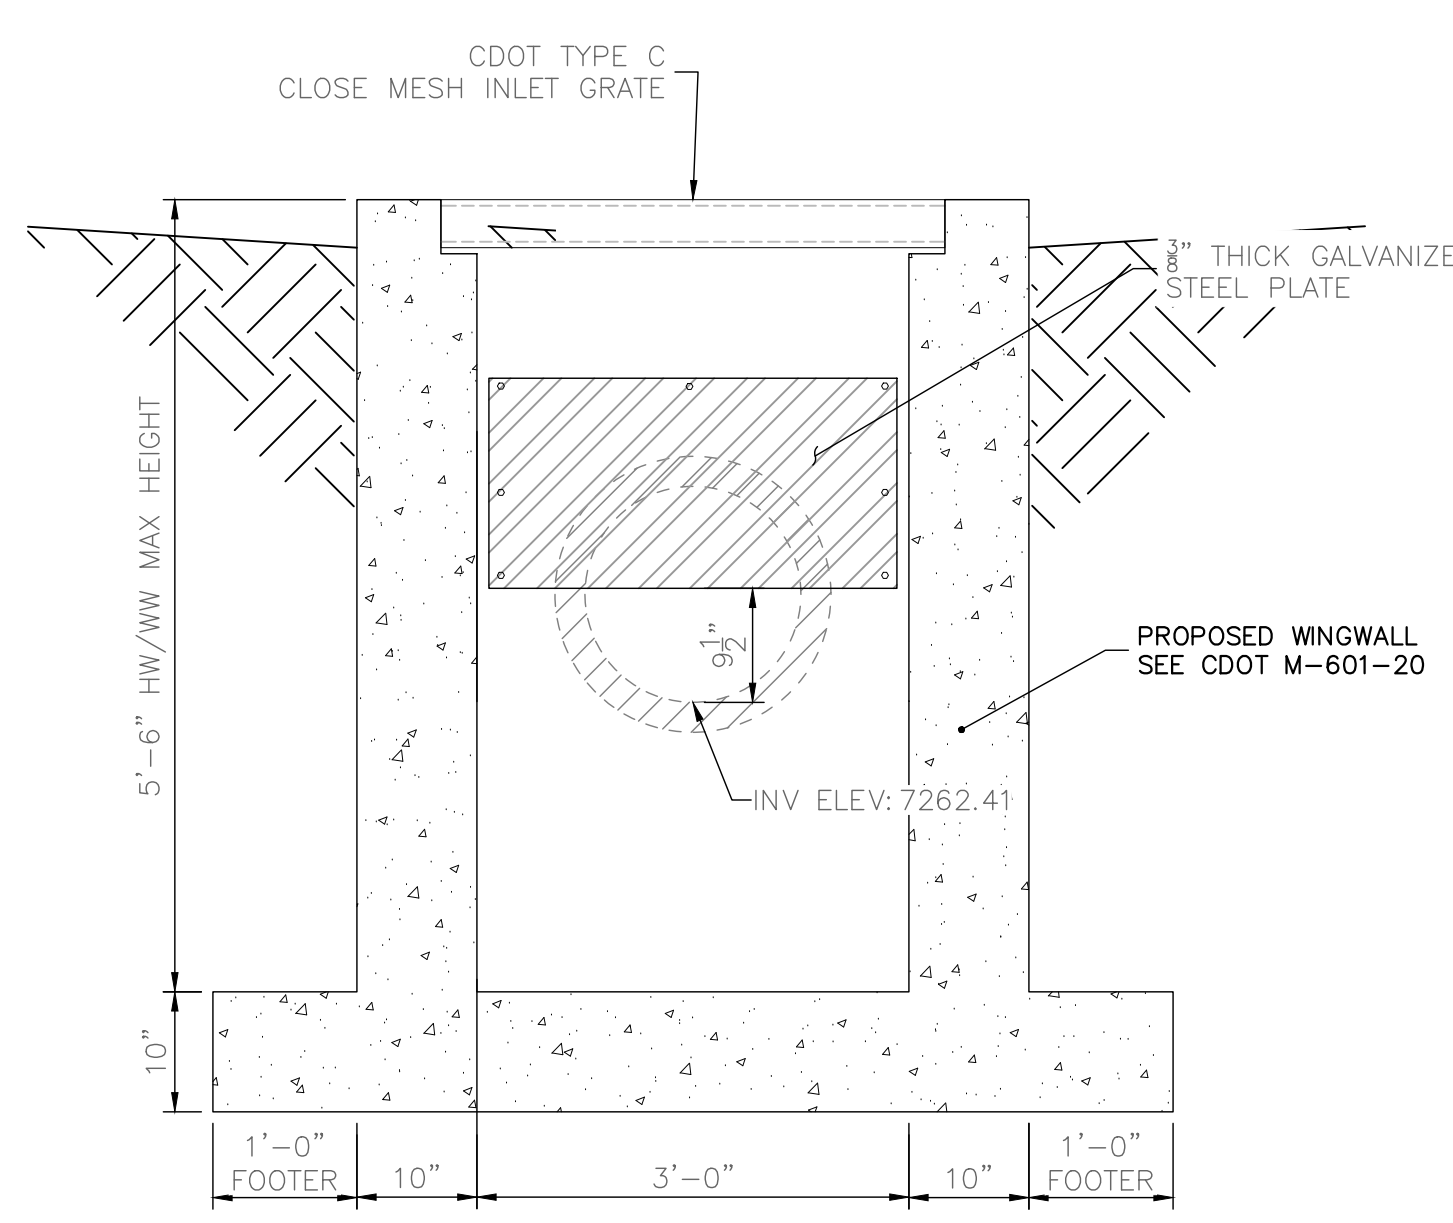 CDOT TYPE C
CLOSE MESH INLET GRATE
3/8" THICK GALVANIZE
STEEL PLATE
5'-6" HW/WW MAX HEIGHT
9 1/2"
PROPOSED WINGWALL
SEE CDOT M-601-20
INV ELEV: 7262.41
10"
1'-0"
FOOTER
10"
3'-0"
10"
1'-0"
FOOTER